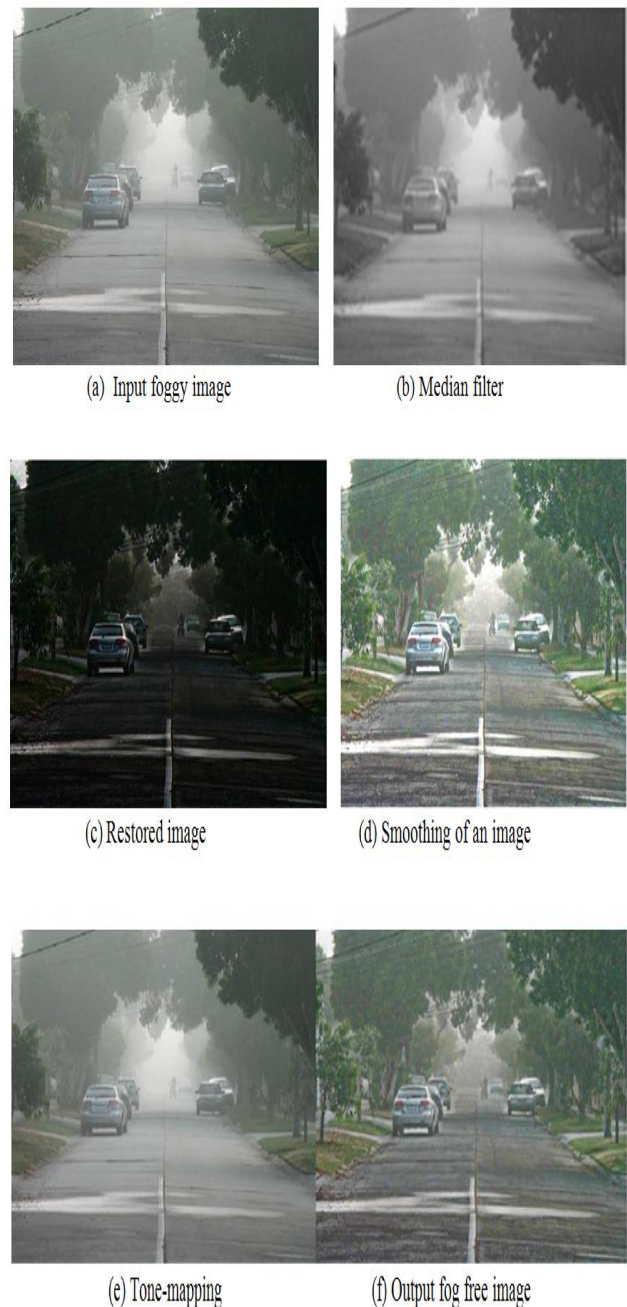 (a) Input foggy image
(b) Median filter
(c) Restored image
(d) Smoothing of an image
(e) Tone-mapping
(f) Output fog free image